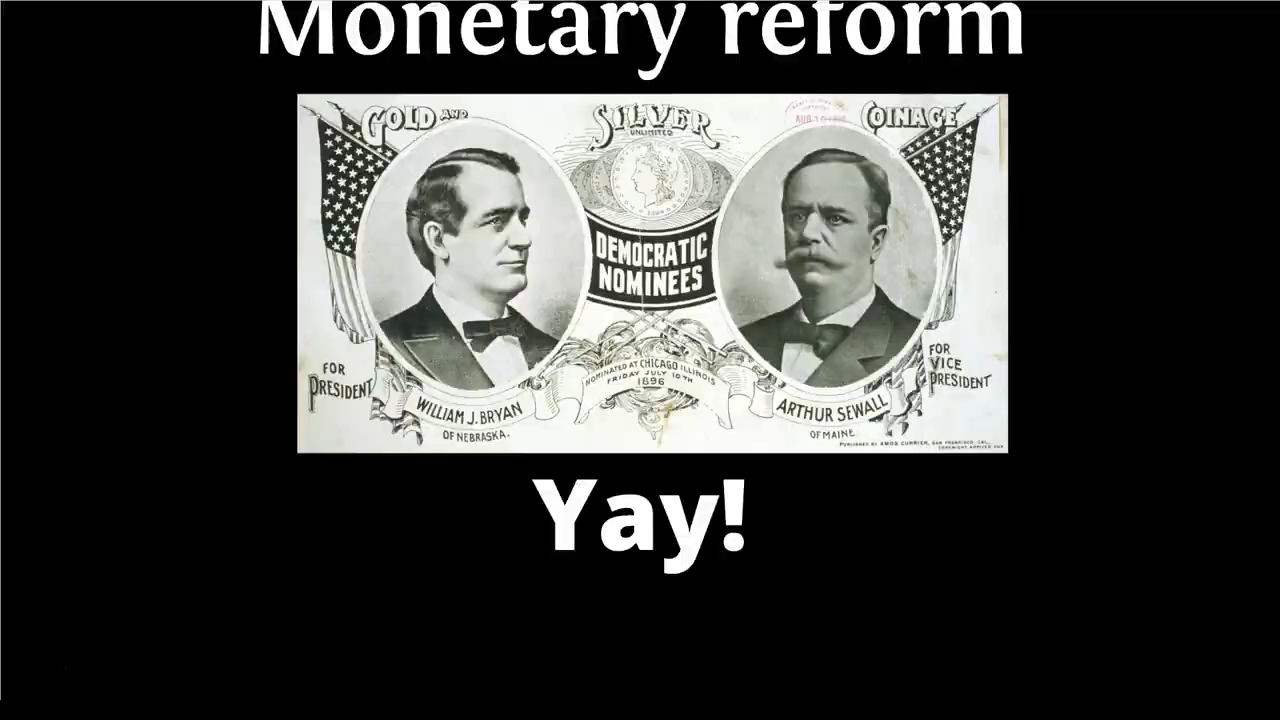 Monetary reform
GOLD AND SILVER COINAGE
UNLIMITED
DEMOCRATIC
NOMINEES
FOR
PRESIDENT
WILLIAM J. BRYAN
OF NEBRASKA.
NOMINATED AT CHICAGO ILLINOIS
FRIDAY JULY 10TH
1896
FOR
VICE
PRESIDENT
ARTHUR SEWALL
OF MAINE
PUBLISHED BY AMOS CURRIER, SAN FRANCISCO, CAL.
Yay!